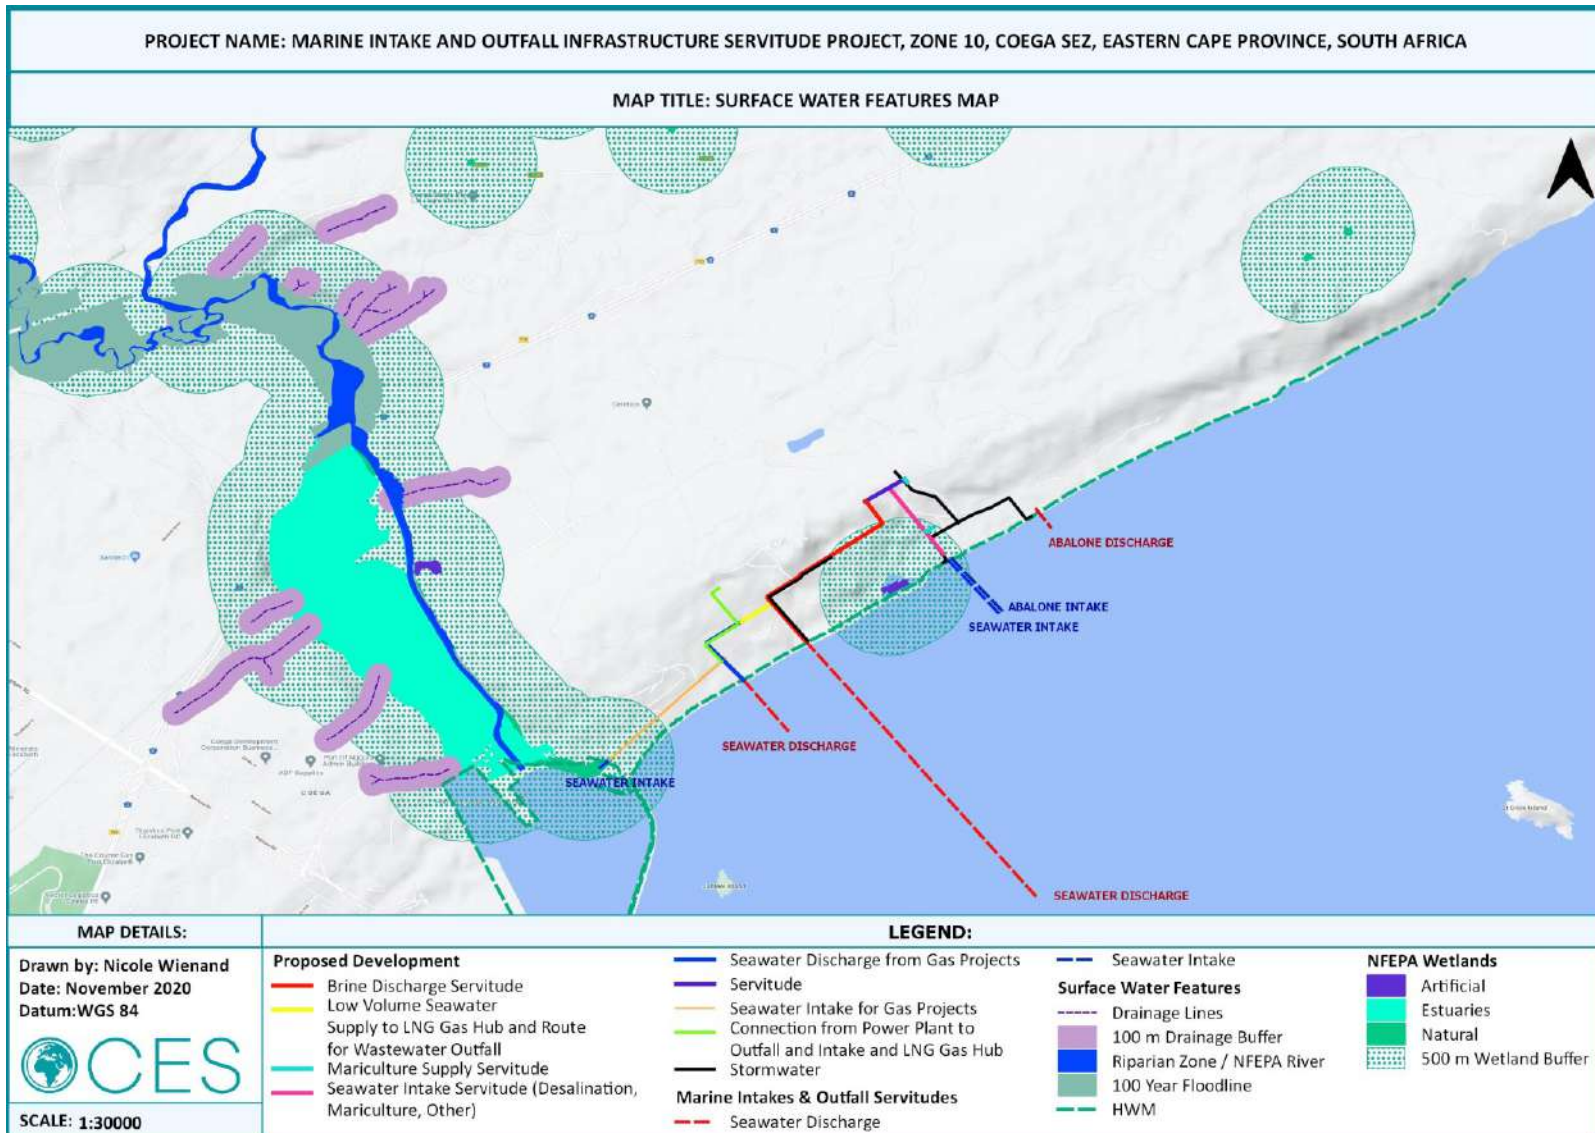 PROJECT NAME: MARINE INTAKE AND OUTFALL INFRASTRUCTURE SERVITUDE PROJECT, ZONE 10, COEGA SEZ, EASTERN CAPE PROVINCE, SOUTH AFRICA
MAP TITLE: SURFACE WATER FEATURES MAP
ABALONE DISCHARGE
ABALONE INTAKE
SEAWATER INTAKE
SEAWATER DISCHARGE
SEAWATER INTAKE
SEAWATER DISCHARGE
MAP DETAILS:
Drawn by: Nicole Wienand
Date: November 2020
Datum:WGS 84
CES
SCALE: 1:30000
LEGEND:
Proposed Development
Brine Discharge Servitude
Low Volume Seawater
Supply to LNG Gas Hub and Route
for Wastewater Outfall
Mariculture Supply Servitude
Seawater Intake Servitude (Desalination,
Mariculture, Other)
Seawater Discharge from Gas Projects
Servitude
Seawater Intake for Gas Projects
Connection from Power Plant to
Outfall and Intake and LNG Gas Hub
Stormwater
Marine Intakes & Outfall Servitudes
Seawater Discharge
Seawater Intake
Surface Water Features
Drainage Lines
100 m Drainage Buffer
Riparian Zone / NFEPA River
100 Year Floodline
HWM
NFEPA Wetlands
Artificial
Estuaries
Natural
500 m Wetland Buffer